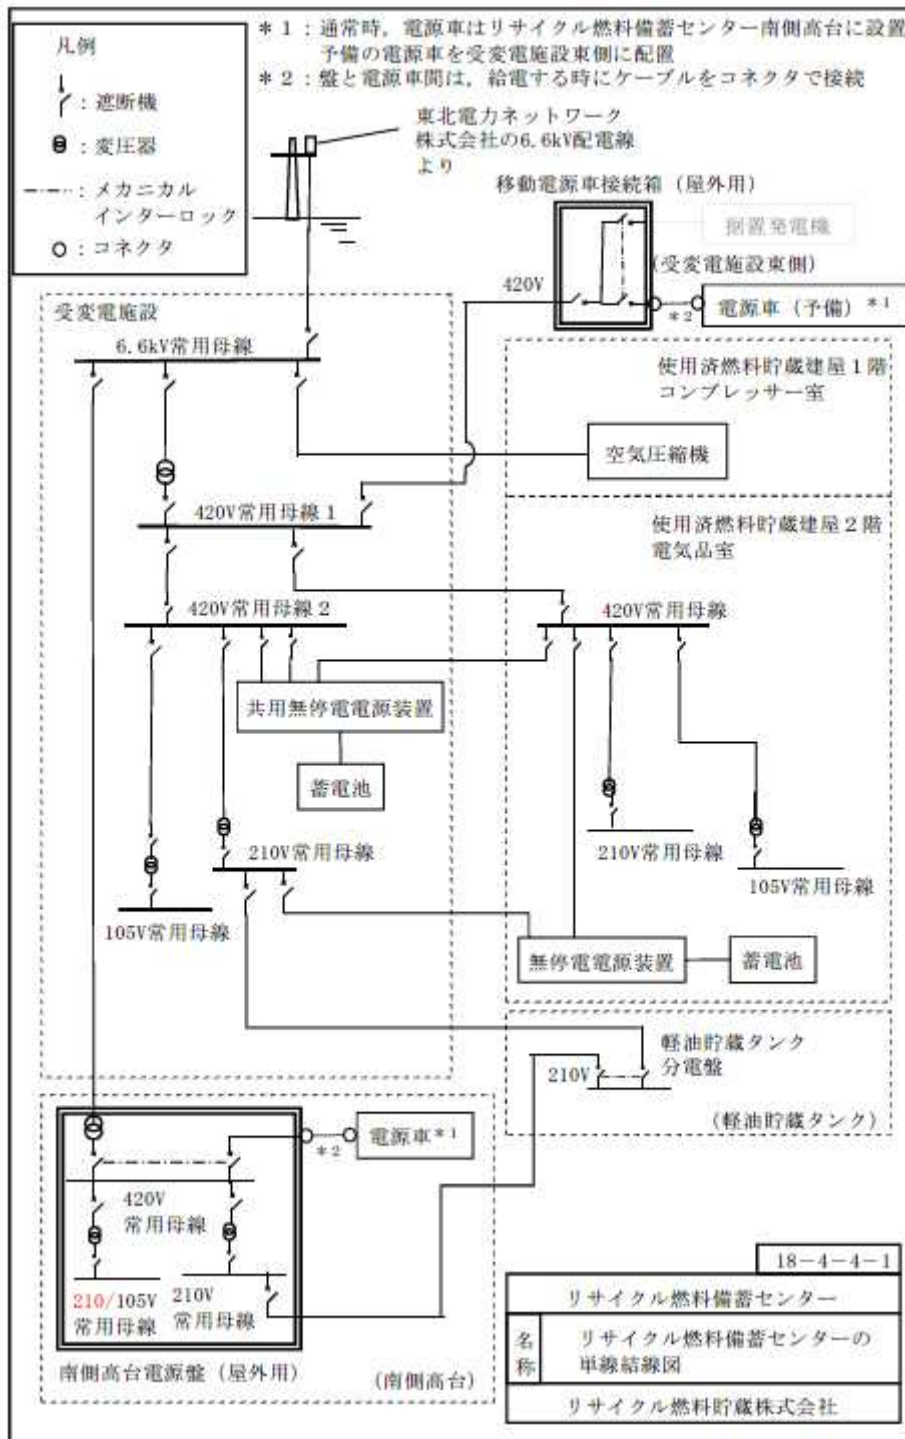 *1:通常時，電源車はリサイクル燃料備蓄センター南側高台に設置
予備の電源車を受変電施設東側に配置
*2:盤と電源車間は，給電する時にケーブルをコネクタで接続
凡例
:遮断機
:変圧器
:メカニカル
インターロック
:コネクタ
東北電力ネットワーク
株式会社の6.6kV配電線
より
移動電源車接続箱（屋外用）
据置発電機
(受変電施設東側)
420V
*2
電源車（予備）*1
受変電施設
6.6kV常用母線
使用済燃料貯蔵建屋1階
コンプレッサー室
空気圧縮機
420V常用母線1
使用済燃料貯蔵建屋2階
電気品室
420V常用母線2
420V常用母線
共用無停電電源装置
蓄電池
210V常用母線
210V常用母線
105V常用母線
105V常用母線
無停電電源装置
蓄電池
軽油貯蔵タンク
分電盤
210V
(軽油貯蔵タンク)
電源車*1
*2
420V
常用母線
210/105V
常用母線
210V
常用母線
南側高台電源盤（屋外用）
(南側高台)
18-4-4-1
リサイクル燃料備蓄センター
名称
リサイクル燃料備蓄センターの
単線結線図
リサイクル燃料貯蔵株式会社